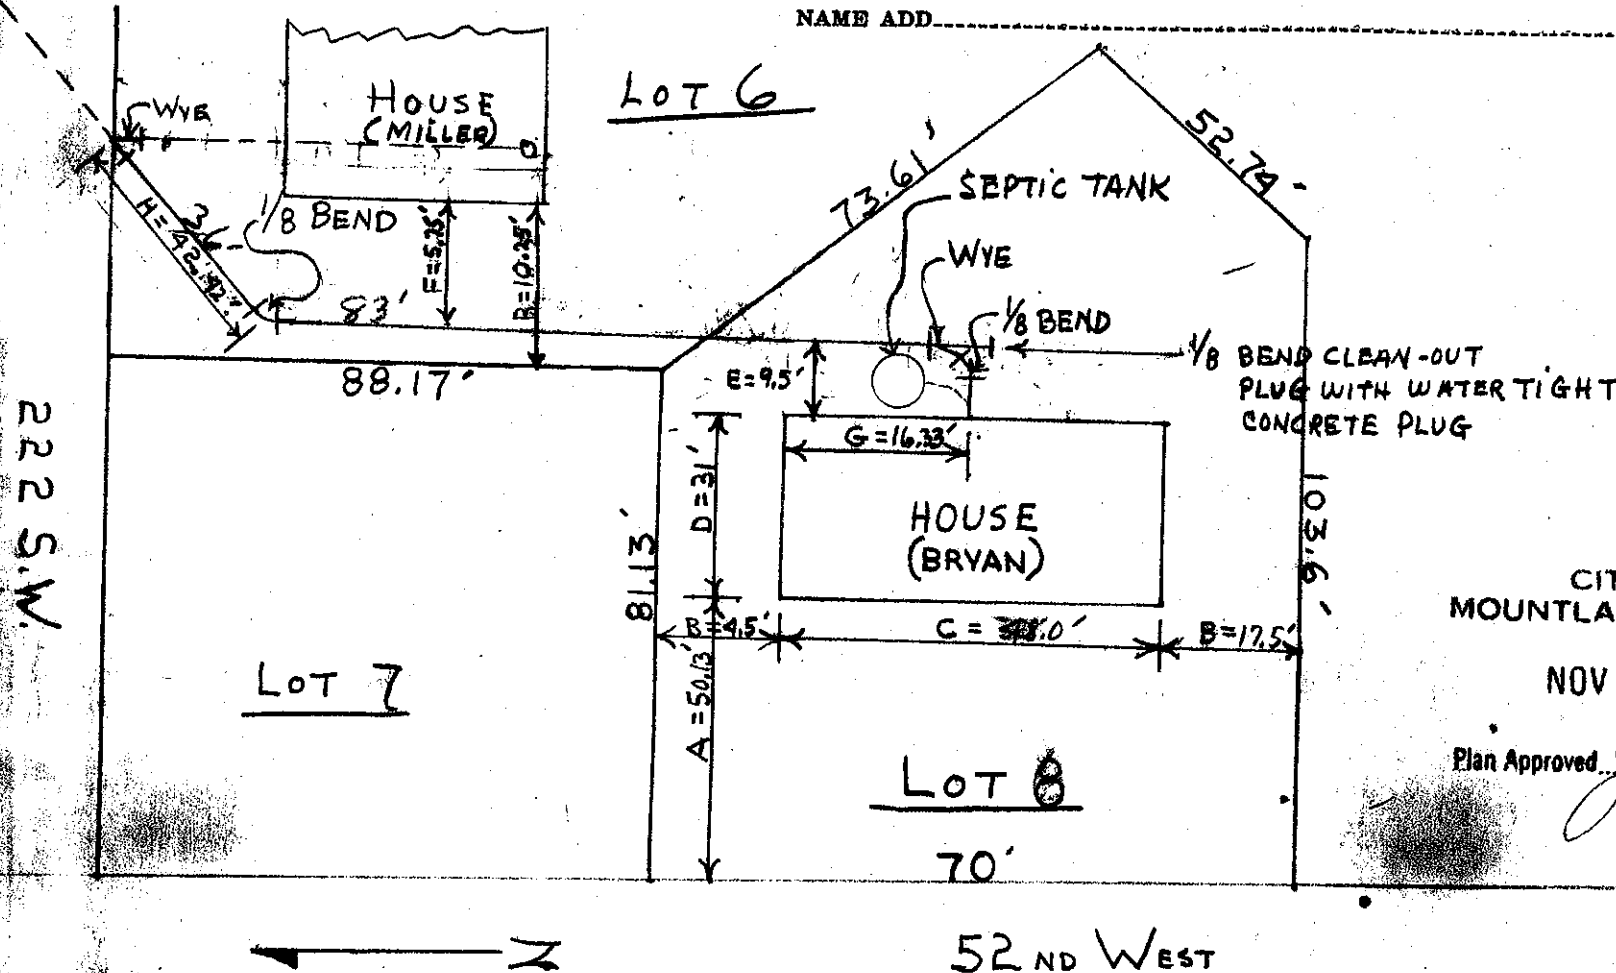 NAME ADD
LOT 6
HOUSE
(MILLER)
WYE
1/8 BEND
H = 42.42'
83'
F=5.25'
B=10.25'
88.17'
73.61'
52.74'
SEPTIC TANK
WYE
1/8 BEND
1/8 BEND CLEAN-OUT
PLUG WITH WATER TIGHT
CONCRETE PLUG
E=9.5'
G=16.33'
D=31'
HOUSE
(BRYAN)
81.13'
103.6'
B=4.5'
C = .0'
B=17.5'
A=50.13'
222 S.W.
LOT 7
LOT 8
70'
CIT
MOUNTLA
NOV
Plan Approved
N
52 ND WEST